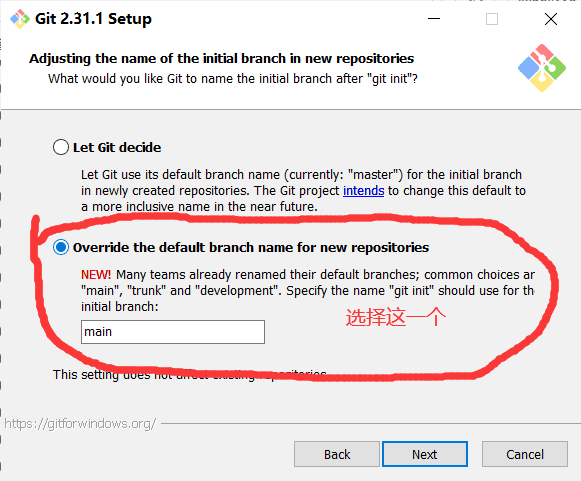 Git 2.31.1 Setup
Adjusting the name of the initial branch in new repositories
What would you like Git to name the initial branch after "git init"?
Let Git decide
Let Git use its default branch name (currently: "master") for the initial branch
in newly created repositories. The Git project intends to change this default to
a more inclusive name in the near future.
Override the default branch name for new repositories
NEW! Many teams already renamed their default branches; common choices ar
"main", "trunk" and "development". Specify the name "git init" should use for the
initial branch:
选择这一个
main
This setting does not affect existing repositories
https://gitforwindows.org/
Back
Next
Cancel